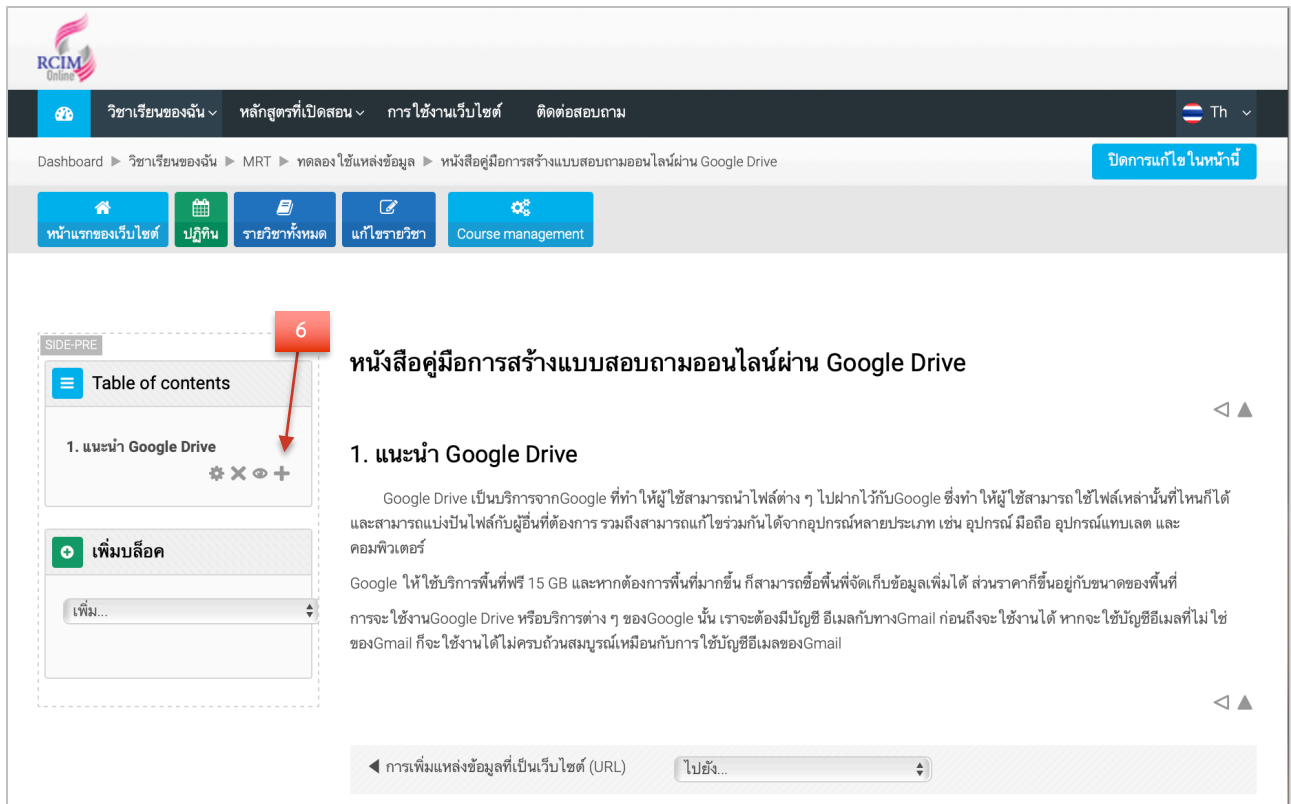 RCIM
Online
วิชาเรียนของฉัน หลักสูตรที่เปิดสอน การใช้งานเว็บไซต์ ติดต่อสอบถาม Th
Dashboard ▶ วิชาเรียนของฉัน ▶ MRT ▶ ทดลองใช้แหล่งข้อมูล ▶ หนังสือคู่มือการสร้างแบบสอบถามออนไลน์ผ่าน Google Drive
ปิดการแก้ไขในหน้านี้
หน้าแรกของเว็บไซต์ ปฏิทิน รายวิชาทั้งหมด แก้ไขรายวิชา Course management
6
SIDE-PRE
Table of contents
1. แนะนำ Google Drive
เพิ่มบล็อค
เพิ่ม...
หนังสือคู่มือการสร้างแบบสอบถามออนไลน์ผ่าน Google Drive
1. แนะนำ Google Drive
Google Drive เป็นบริการจากGoogle ที่ทำให้ผู้ใช้สามารถนำไฟล์ต่าง ๆ ไปฝากไว้กับGoogle ซึ่งทำให้ผู้ใช้สามารถใช้ไฟล์เหล่านั้นที่ไหนก็ได้
และสามารถแบ่งปันไฟล์กับผู้อื่นที่ต้องการ รวมถึงสามารถแก้ไขร่วมกันได้จากอุปกรณ์หลายประเภท เช่น อุปกรณ์ มือถือ อุปกรณ์แทบเลต และ
คอมพิวเตอร์
Google ให้ใช้บริการพื้นที่ฟรี 15 GB และหากต้องการพื้นที่มากขึ้น ก็สามารถซื้อพื้นพี่จัดเก็บข้อมูลเพิ่มได้ ส่วนราคาก็ขึ้นอยู่กับขนาดของพื้นที่
การจะใช้งานGoogle Drive หรือบริการต่าง ๆ ของGoogle นั้น เราจะต้องมีบัญชี อีเมลกับทางGmail ก่อนถึงจะใช้งานได้ หากจะใช้บัญชีอีเมลที่ไม่ใช่
ของGmail ก็จะใช้งานได้ไม่ครบถ้วนสมบูรณ์เหมือนกับการใช้บัญชีอีเมลของGmail
◀ การเพิ่มแหล่งข้อมูลที่เป็นเว็บไซต์ (URL) ไปยัง...